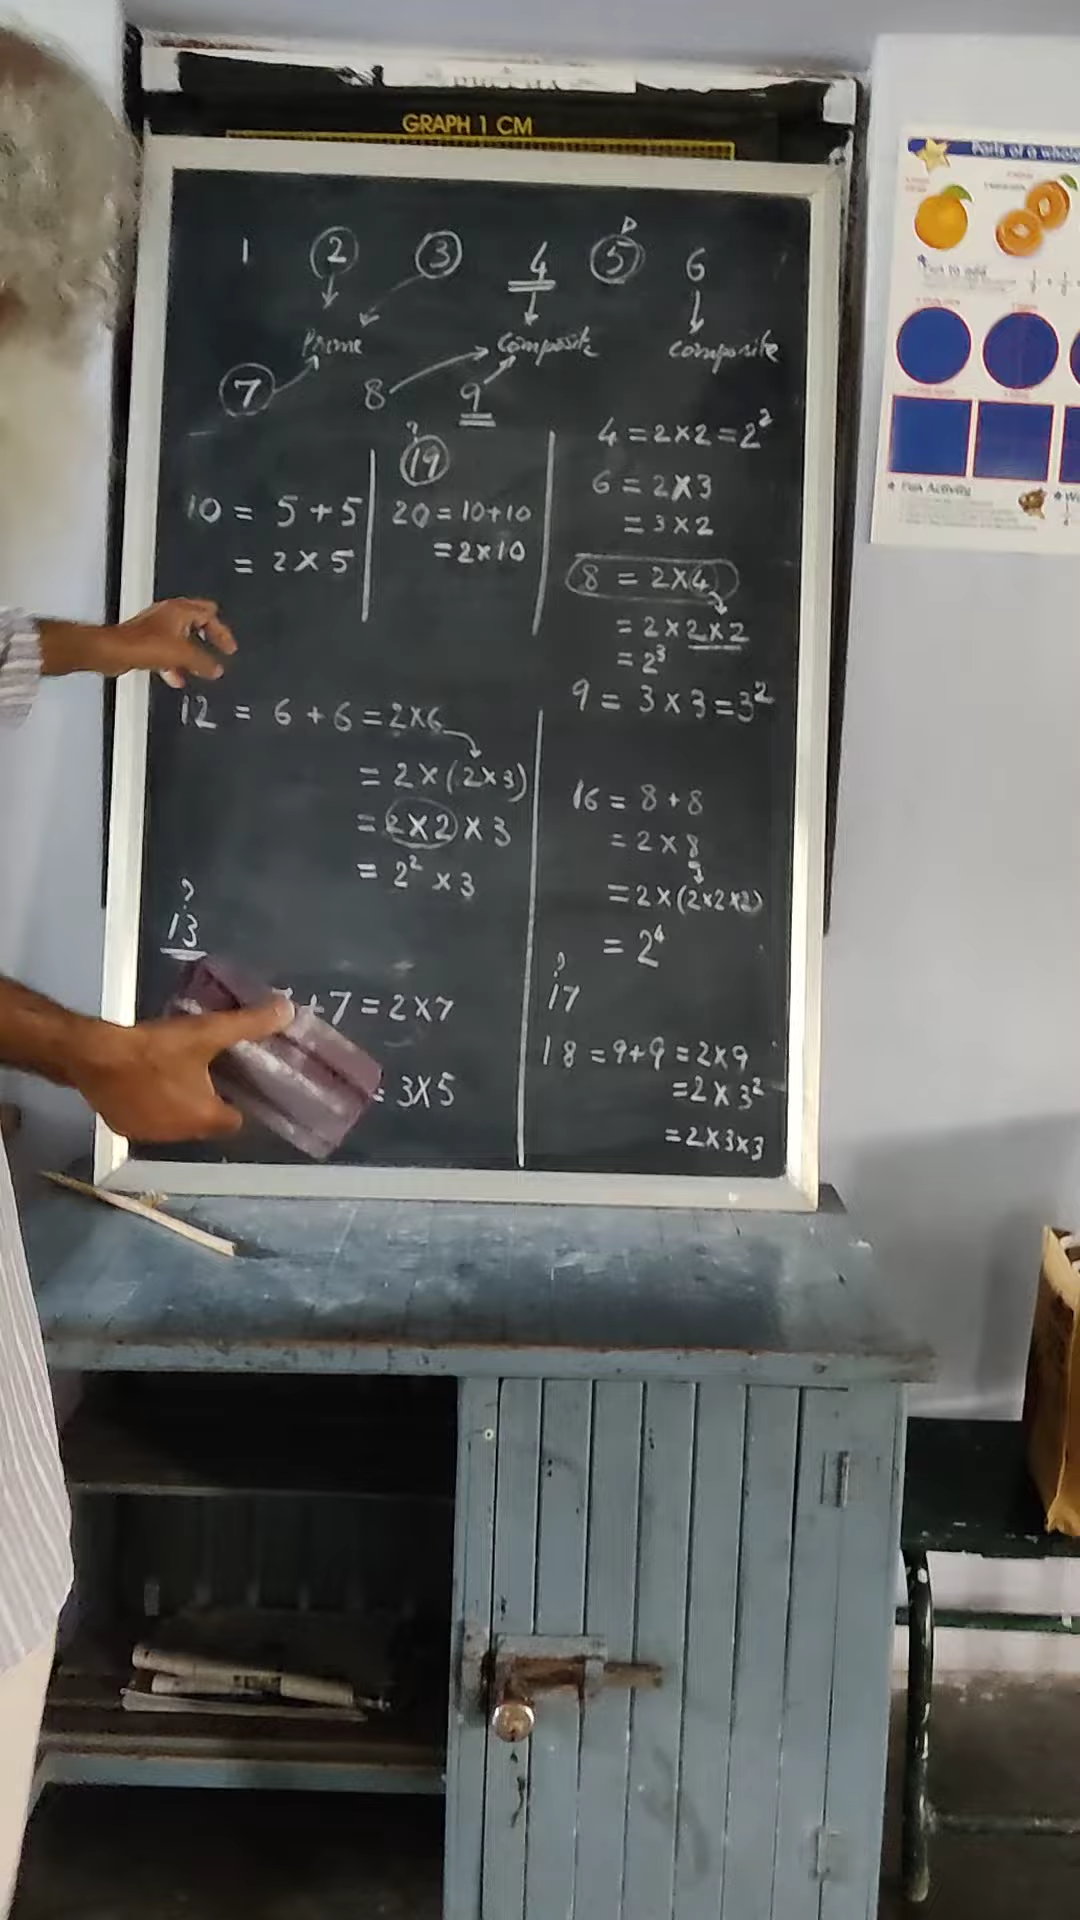 GRAPH 1 CM
1 2 3 4 5 6
P
Prime Composite Composite
7 8 9
4 = 2 × 2 = 2²
6 = 2 × 3
= 3 × 2
8 = 2 × 4
= 2 × 2 × 2
= 2³
9 = 3 × 3 = 3²
10 = 5 + 5
= 2 × 5
?
19
20 = 10 + 10
= 2 × 10
12 = 6 + 6 = 2 × 6
= 2 × (2 × 3)
= 2 × 2 × 3
= 2² × 3
?
13
+ 7 = 2 × 7
= 3 × 5
16 = 8 + 8
= 2 × 8
= 2 × (2 × 2 × 2)
= 2⁴
?
17
18 = 9 + 9 = 2 × 9
= 2 × 3²
= 2 × 3 × 3
Parts of a whole
Fun Activity